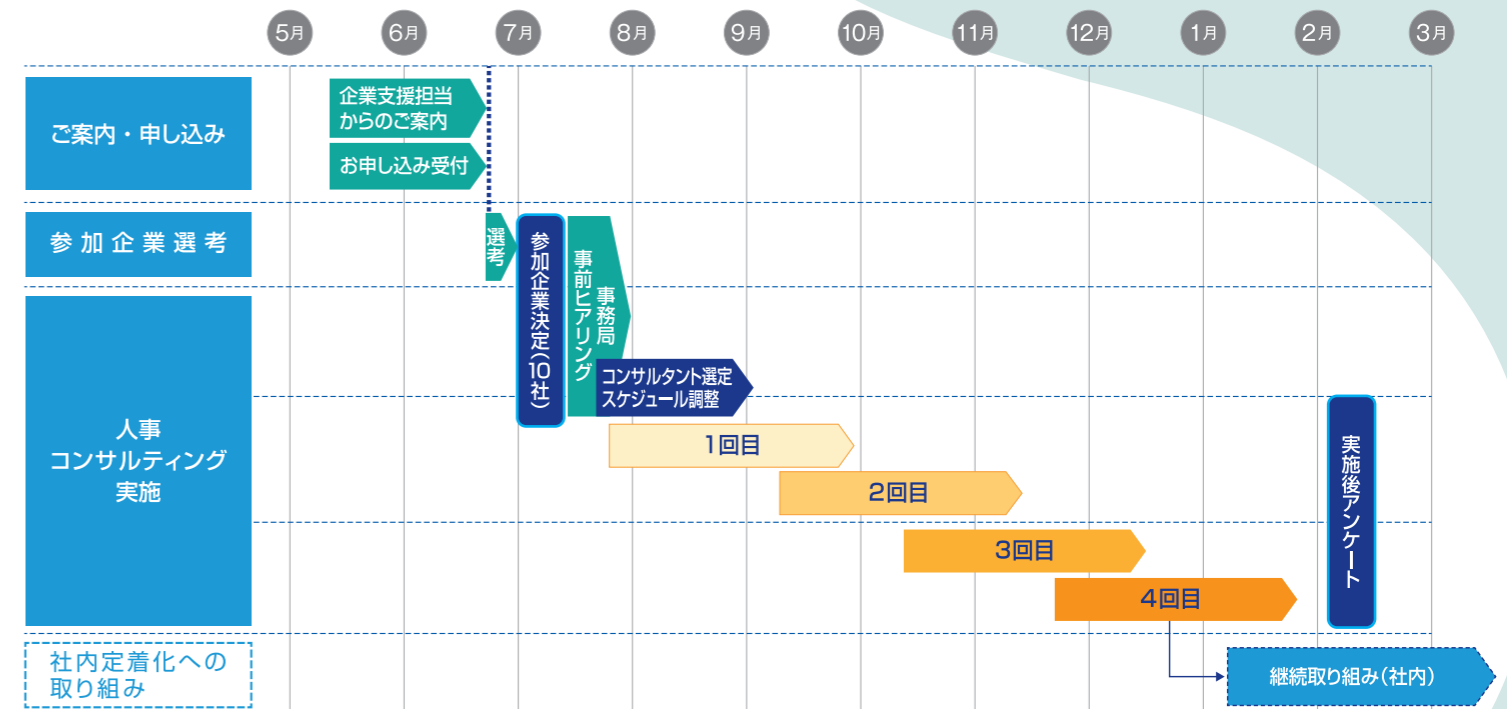 5月
6月
7月
8月
9月
10月
11月
12月
1月
2月
3月
ご案内・申し込み
企業支援担当
からのご案内
お申し込み受付
参加企業選考
選考
参加企業決定(10社)
事務局
事前ヒアリング
コンサルタント選定
スケジュール調整
人事
コンサルティング
実施
1回目
2回目
3回目
4回目
実施後アンケート
社内定着化への
取り組み
継続取り組み(社内)